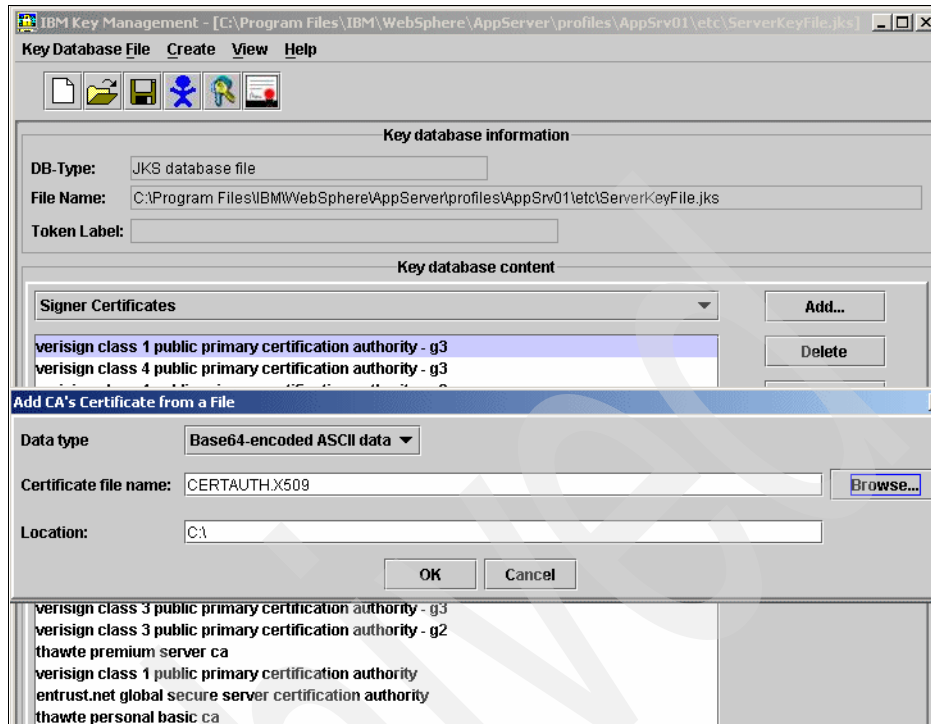 IBM Key Management - [C:\Program Files\IBM\WebSphere\AppServer\profiles\AppSrv01\etc\ServerKeyFile.jks]
Key Database File Create View Help
Key database information
DB-Type: JKS database file
File Name: C:\Program Files\IBM\WebSphere\AppServer\profiles\AppSrv01\etc\ServerKeyFile.jks
Token Label:
Key database content
Signer Certificates
Add...
verisign class 1 public primary certification authority - g3
Delete
verisign class 4 public primary certification authority - g3
Add CA's Certificate from a File
Data type Base64-encoded ASCII data
Certificate file name: CERTAUTH.X509 Browse...
Location: C:\
OK Cancel
verisign class 3 public primary certification authority - g3
verisign class 3 public primary certification authority - g2
thawte premium server ca
verisign class 1 public primary certification authority
entrust.net global secure server certification authority
thawte personal basic ca